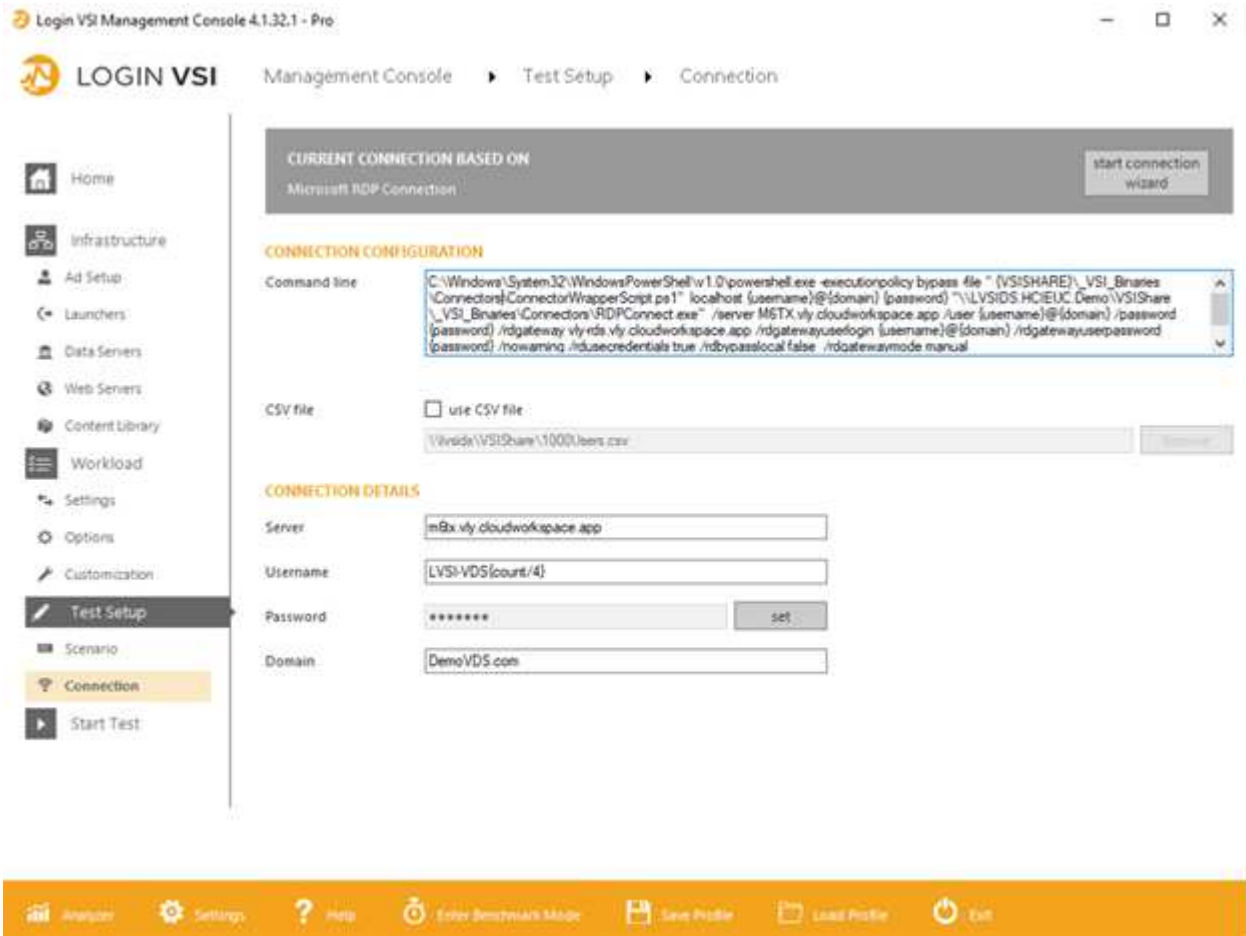 Login VSI Management Console 4.1.32.1 - Pro
LOGIN VSI
Management Console
Test Setup
Connection
Home
Infrastructure
Ad Setup
Launchers
Data Servers
Web Servers
Content Library
Workload
Settings
Options
Customization
Test Setup
Scenario
Connection
Start Test
CURRENT CONNECTION BASED ON
Microsoft RDP Connection
start connection
wizard
CONNECTION CONFIGURATION
Command line
C:\Windows\System32\WindowsPowerShell\v1.0\powershell.exe -executionpolicy bypass -file " {VSISHARE}\_VSI_Binaries
\Connectors\ConnectorWrapperScript.ps1" localhost {username}@{domain} {password} "\\LVSIDS.HCIEUC.Demo\VSIShare
\_VSI_Binaries\Connectors\RDPConnect.exe" /server M6TX.vly.cloudworkspace.app /user {username}@{domain} /password
{password} /rdgateway vly-rds.vly.cloudworkspace.app /rdgatewayuserlogin {username}@{domain} /rdgatewayuserpassword
{password} /nowarning /rdusecredentials true /rdbypasslocal false /rdgatewaymode manual
CSV file
use CSV file
\\lvsids\VSIShare\1000Users.csv
CONNECTION DETAILS
Server
m6tx.vly.cloudworkspace.app
Username
LVSI-VDS{count/4}
Password
*******
set
Domain
DemoVDS.com
Analyzer
Settings
? Help
Enter Benchmark Mode
Save Profile
Load Profile
Exit